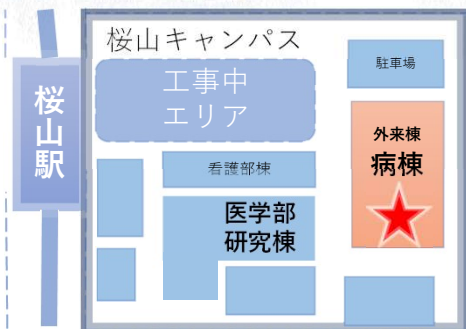 桜山キャンパス
工事中
エリア
駐車場
桜山駅
外来棟
病棟
看護部棟
医学部
研究棟